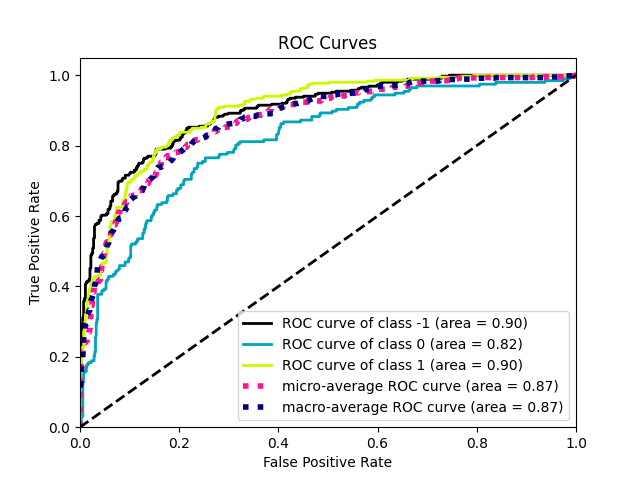 ROC Curves
True Positive Rate
1.0
0.8
0.6
0.4
0.2
0.0
ROC curve of class -1 (area = 0.90)
ROC curve of class 0 (area = 0.82)
ROC curve of class 1 (area = 0.90)
micro-average ROC curve (area = 0.87)
macro-average ROC curve (area = 0.87)
0.0 0.2 0.4 0.6 0.8 1.0
False Positive Rate